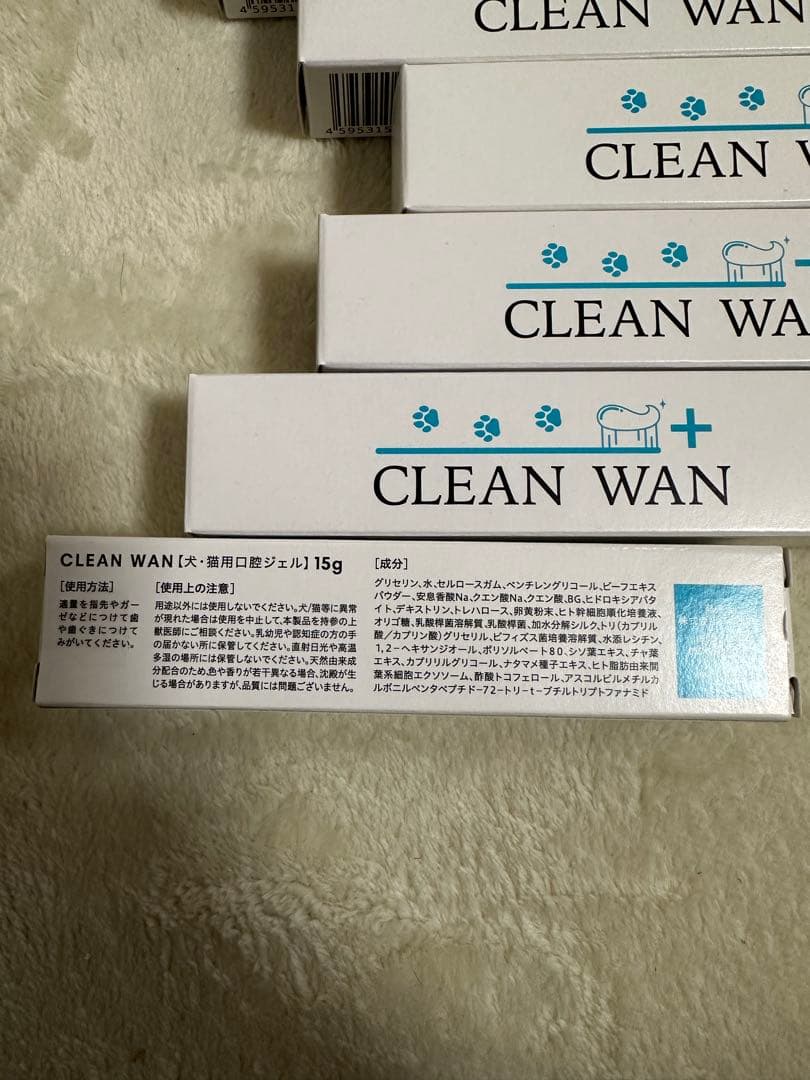 4 59531
CLEAN WAN
4 595315
CLEAN
CLEAN WA
CLEAN WAN
CLEAN WAN【犬・猫用口腔ジェル】15g
[使用方法]
適量を指先やガー
ゼなどにつけて歯
や歯ぐきにつけて
みがいてください。
[使用上の注意]
用途以外には使用しないでください。犬/猫等に異常
が現れた場合は使用を中止して、本製品を持参の上
獣医師にご相談ください。乳幼児や認知症の方の手
の届かない所に保管してください。直射日光や高温
多湿の場所には保管しないでください。天然由来成
分配合のため、色や香りが若干異なる場合、沈殿が生
じる場合がありますが、品質には問題ございません。
[成分]
グリセリン、水、セルロースガム、ペンチレングリコール、ビーフエキス
パウダー、安息香酸Na、クエン酸Na、クエン酸、BG、ヒドロキシアパタ
イト、デキストリン、トレハロース、卵黄粉末、ヒト幹細胞順化培養液、
オリゴ糖、乳酸桿菌溶解質、乳酸桿菌、加水分解シルク、トリ(カプリル
酸/カプリン酸)グリセリル、ビフィズス菌培養溶解質、水添レシチン、
1,2-ヘキサンジオール、ポリソルベート80、シソ葉エキス、チャ葉
エキス、カプリリルグリコール、ナタマメ種子エキス、ヒト脂肪由来間
葉系細胞エクソソーム、酢酸トコフェロール、アスコルビルメチルカ
ルボニルペンタペプチド-72-トリ-t-ブチルトリプトファナミド